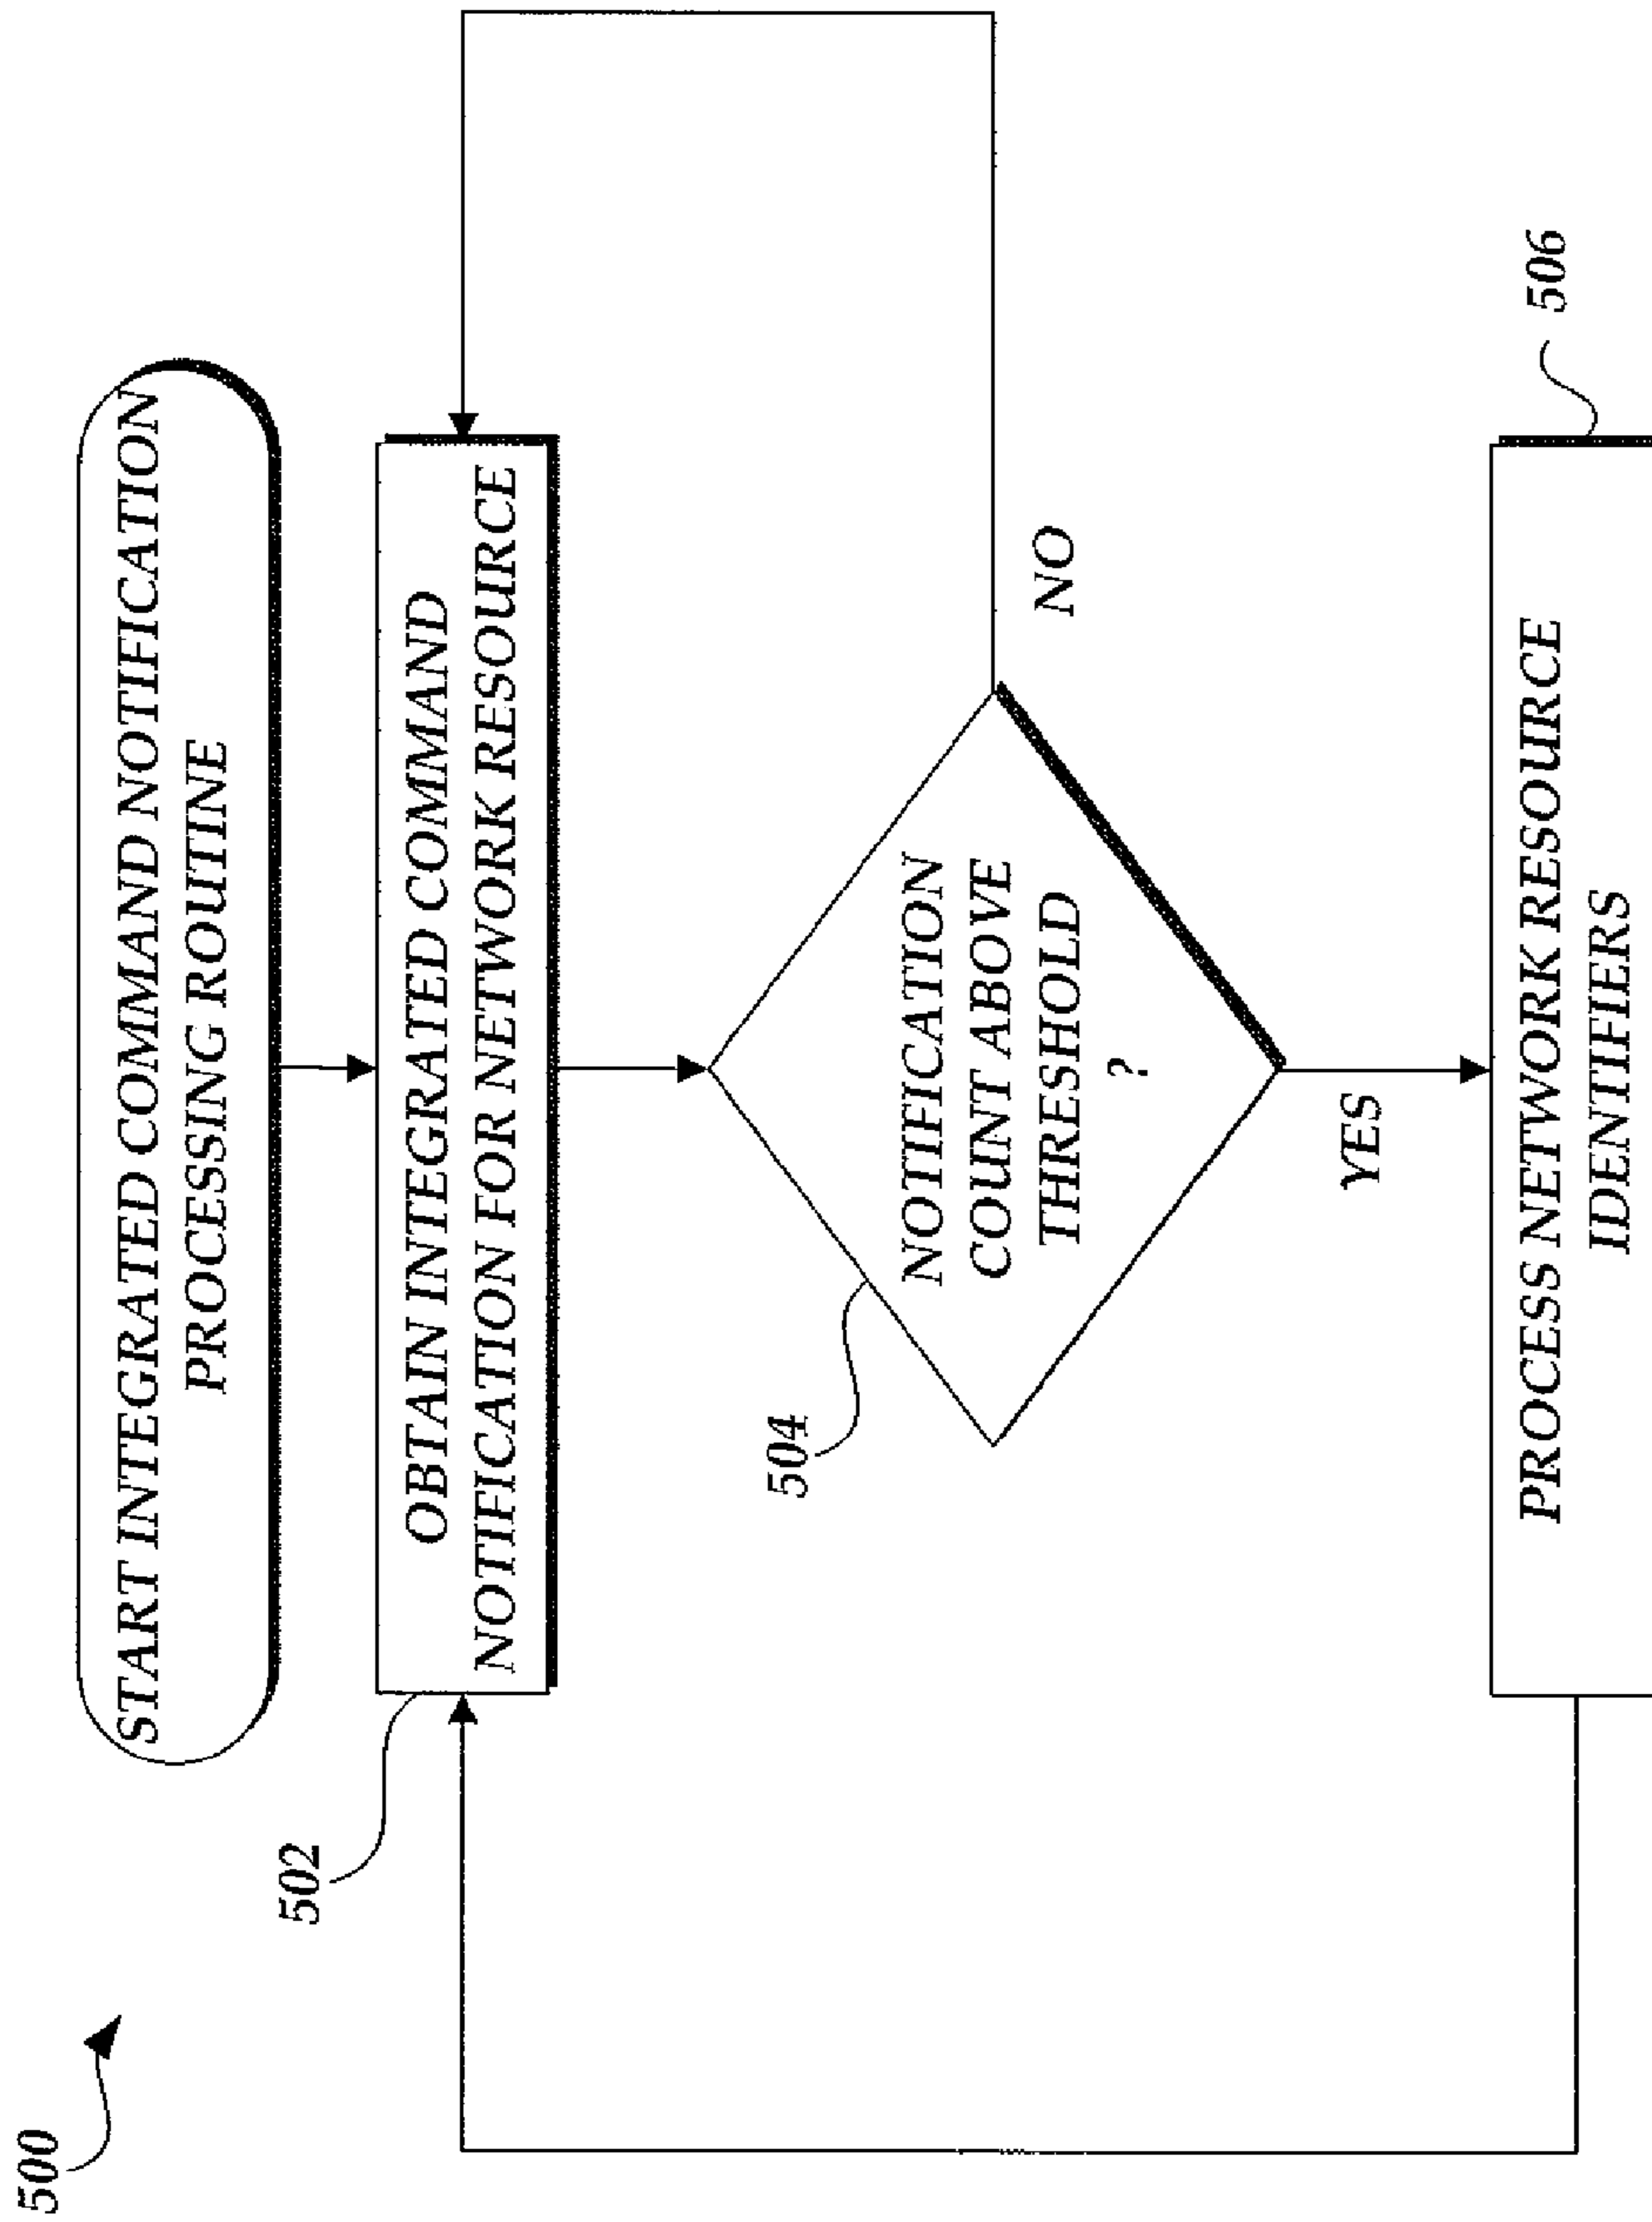 500
START INTEGRATED COMMAND NOTIFICATION
PROCESSING ROUTINE
502
OBTAIN INTEGRATED COMMAND
NOTIFICATION FOR NETWORK RESOURCE
504
NOTIFICATION
COUNT ABOVE
THRESHOLD
?
NO
YES
506
PROCESS NETWORK RESOURCE
IDENTIFIERS